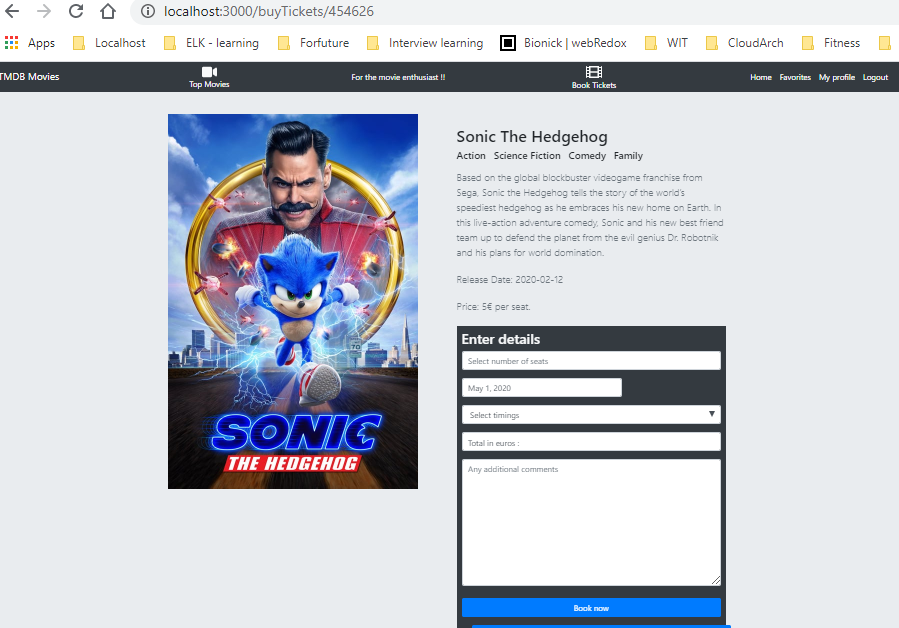 localhost:3000/buyTickets/454626
Apps Localhost ELK - learning Forfuture Interview learning Bionick | webRedox WIT CloudArch Fitness
TMDB Movies Top Movies For the movie enthusiast !! Book Tickets Home Favorites My profile Logout
Sonic The Hedgehog
Action Science Fiction Comedy Family
Based on the global blockbuster videogame franchise from
Sega, Sonic the Hedgehog tells the story of the world's
speediest hedgehog as he embraces his new home on Earth. In
this live-action adventure comedy, Sonic and his new best friend
team up to defend the planet from the evil genius Dr. Robotnik
and his plans for world domination.
Release Date: 2020-02-12
Price: 5€ per seat.
SONIC
THE HEDGEHOG
Enter details
Select number of seats
May 1, 2020
Select timings
Total in euros :
Any additional comments
Book now